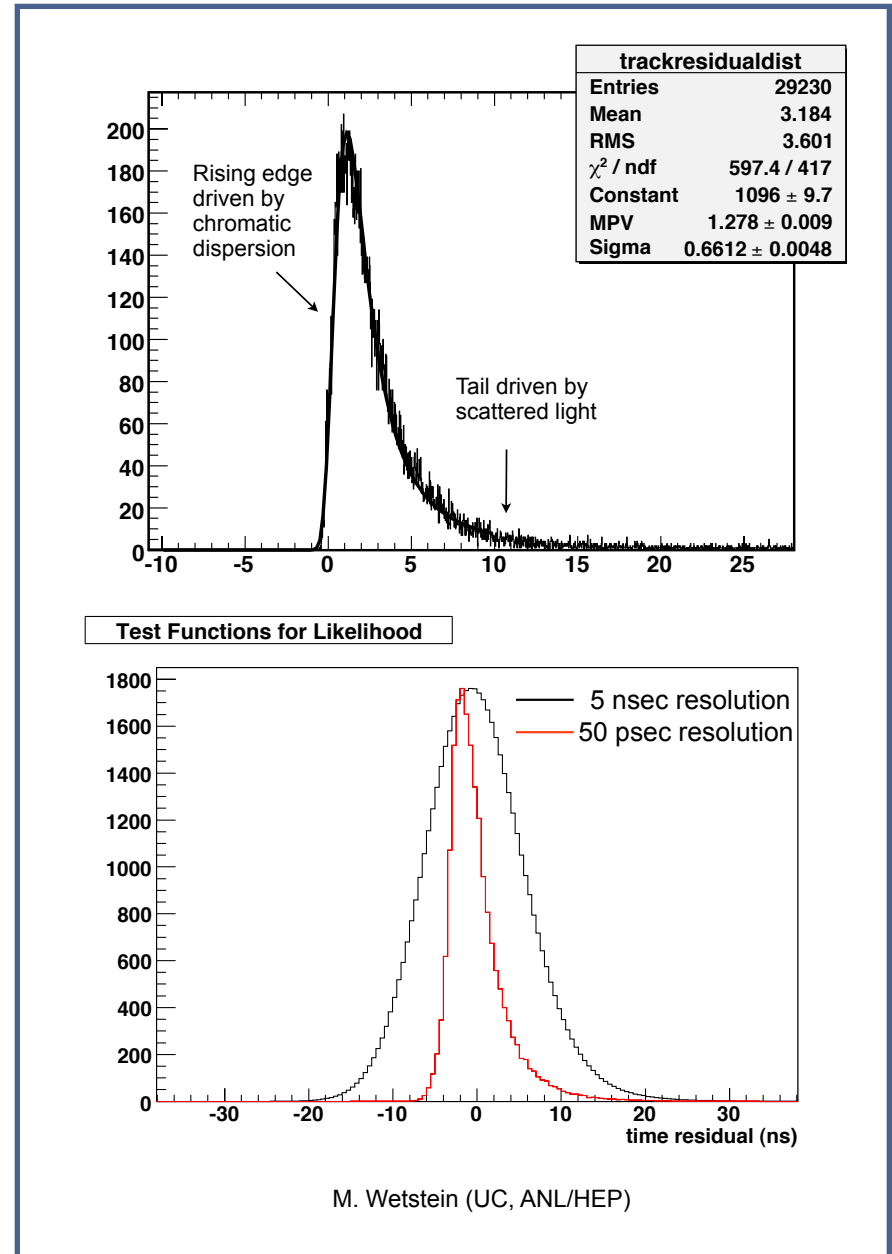 trackresidualdist
Entries 29230
Mean 3.184
RMS 3.601
χ² / ndf 597.4 / 417
Constant 1096 ± 9.7
MPV 1.278 ± 0.009
Sigma 0.6612 ± 0.0048
200
180
160
140
120
100
80
60
40
20
0
Rising edge
driven by
chromatic
dispersion
Tail driven by
scattered light
-10 -5 0 5 10 15 20 25
Test Functions for Likelihood
1800
1600
1400
1200
1000
800
600
400
200
0
5 nsec resolution
50 psec resolution
-30 -20 -10 0 10 20 30
time residual (ns)
M. Wetstein (UC, ANL/HEP)